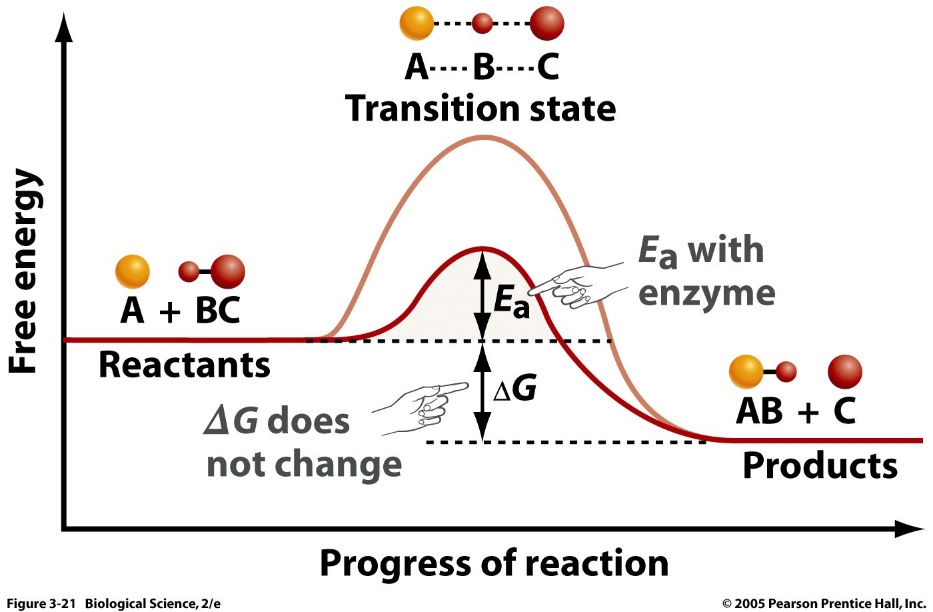 A-----B-----C
Transition state
Free energy
A + BC
Reactants
Ea
Ea with
enzyme
ΔG
ΔG does
not change
AB + C
Products
Progress of reaction
Figure 3-21 Biological Science, 2/e
© 2005 Pearson Prentice Hall, Inc.